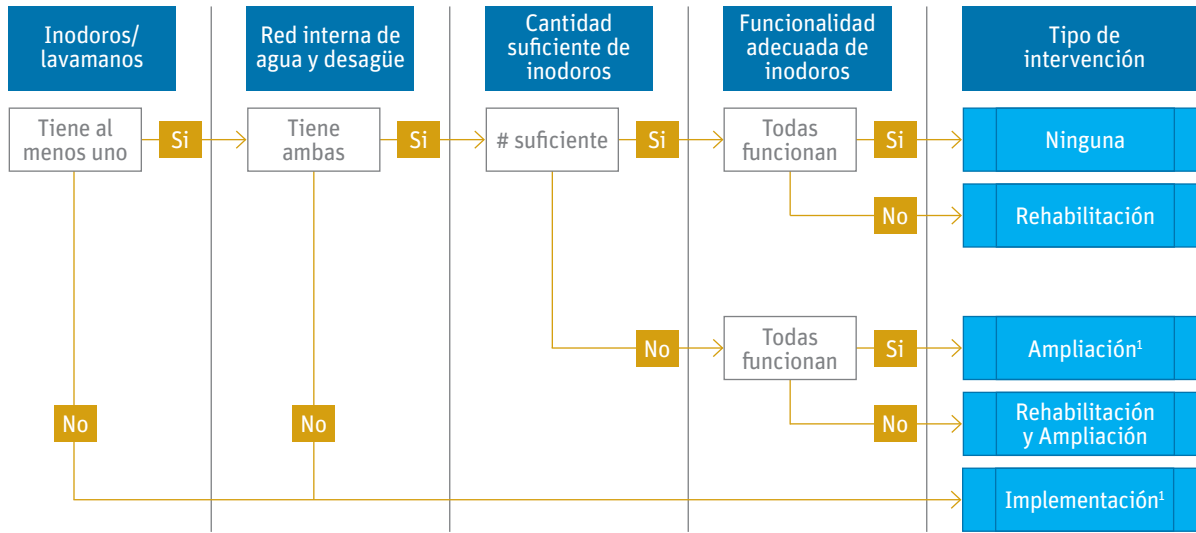 Inodoros/
lavamanos
Red interna de
agua y desagüe
Cantidad
suficiente de
inodoros
Funcionalidad
adecuada de
inodoros
Tipo de
intervención
Tiene al
menos uno
Si
Tiene
ambas
Si
# suficiente
Si
Todas
funcionan
Si
Ninguna
No
Rehabilitación
No
Todas
funcionan
Si
Ampliación¹
No
No
No
Rehabilitación
y Ampliación
Implementación¹